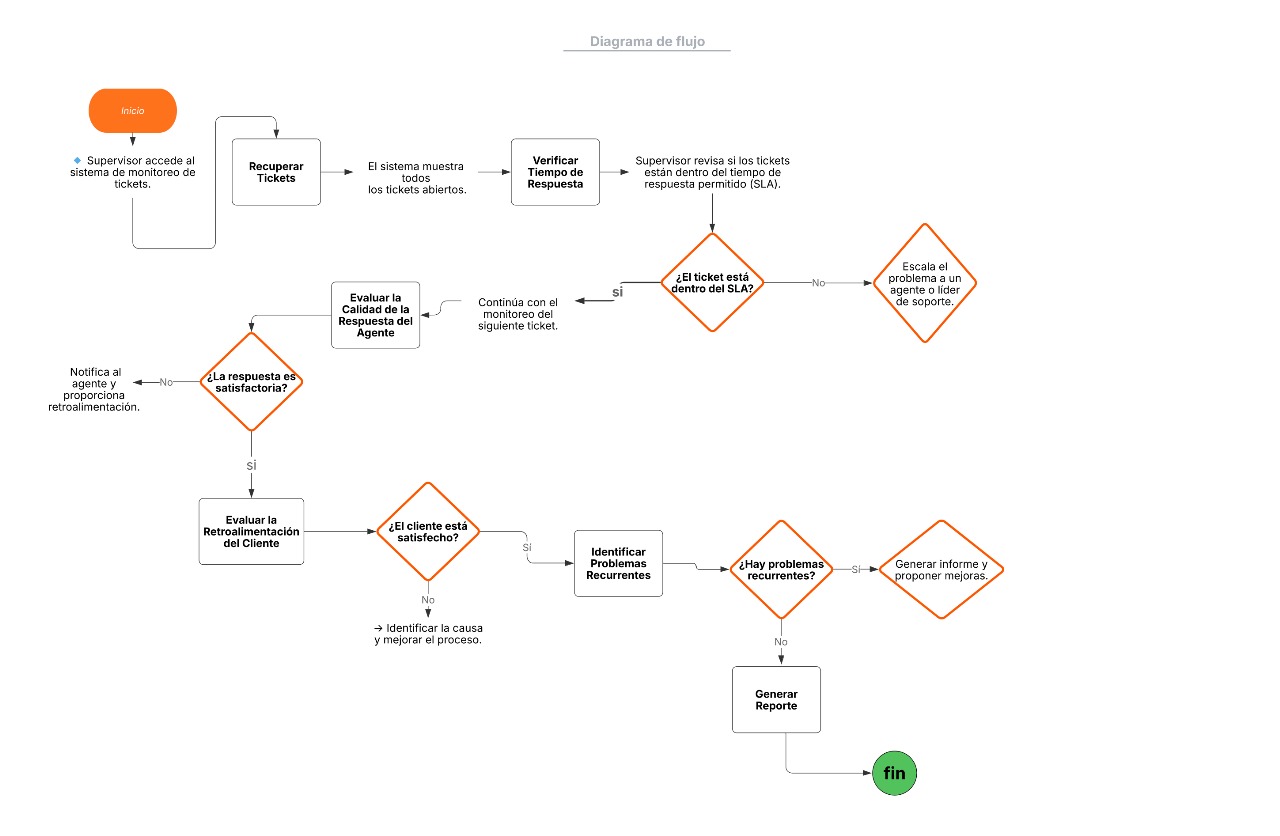 Diagrama de flujo
Inicio
🔹 Supervisor accede al
sistema de monitoreo de
tickets.
Recuperar
Tickets
El sistema muestra
todos
los tickets abiertos.
Verificar
Tiempo de
Respuesta
Supervisor revisa si los tickets
están dentro del tiempo de
respuesta permitido (SLA).
¿El ticket está
dentro del SLA?
No
Escala el
problema a un
agente o líder
de soporte.
si
Continúa con el
monitoreo del
siguiente ticket.
Evaluar la
Calidad de la
Respuesta del
Agente
¿La respuesta es
satisfactoria?
No
Notifica al
agente y
proporciona
retroalimentación.
si
Evaluar la
Retroalimentación
del Cliente
¿El cliente está
satisfecho?
Sí
No
→ Identificar la causa
y mejorar el proceso.
Identificar
Problemas
Recurrentes
¿Hay problemas
recurrentes?
Sí
Generar informe y
proponer mejoras.
No
Generar
Reporte
fin